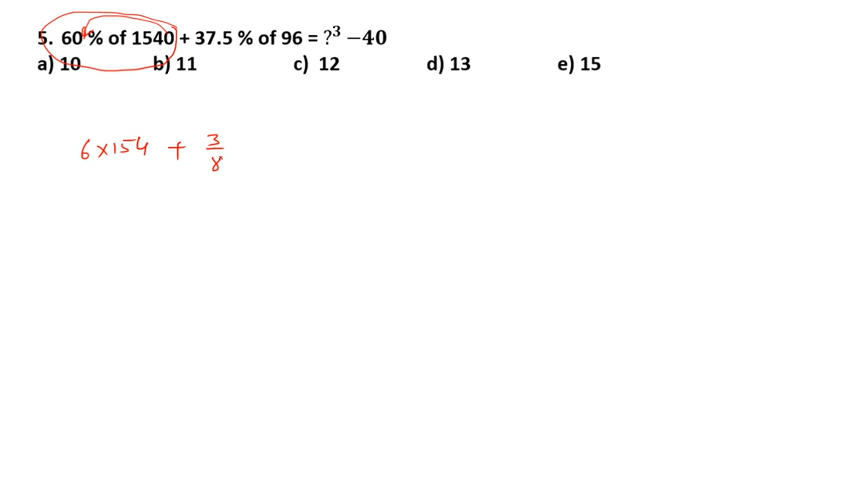 5. 60 % of 1540 + 37.5 % of 96 = ?³ −40
a) 10 b) 11 c) 12 d) 13 e) 15
6 × 154 + 3/8